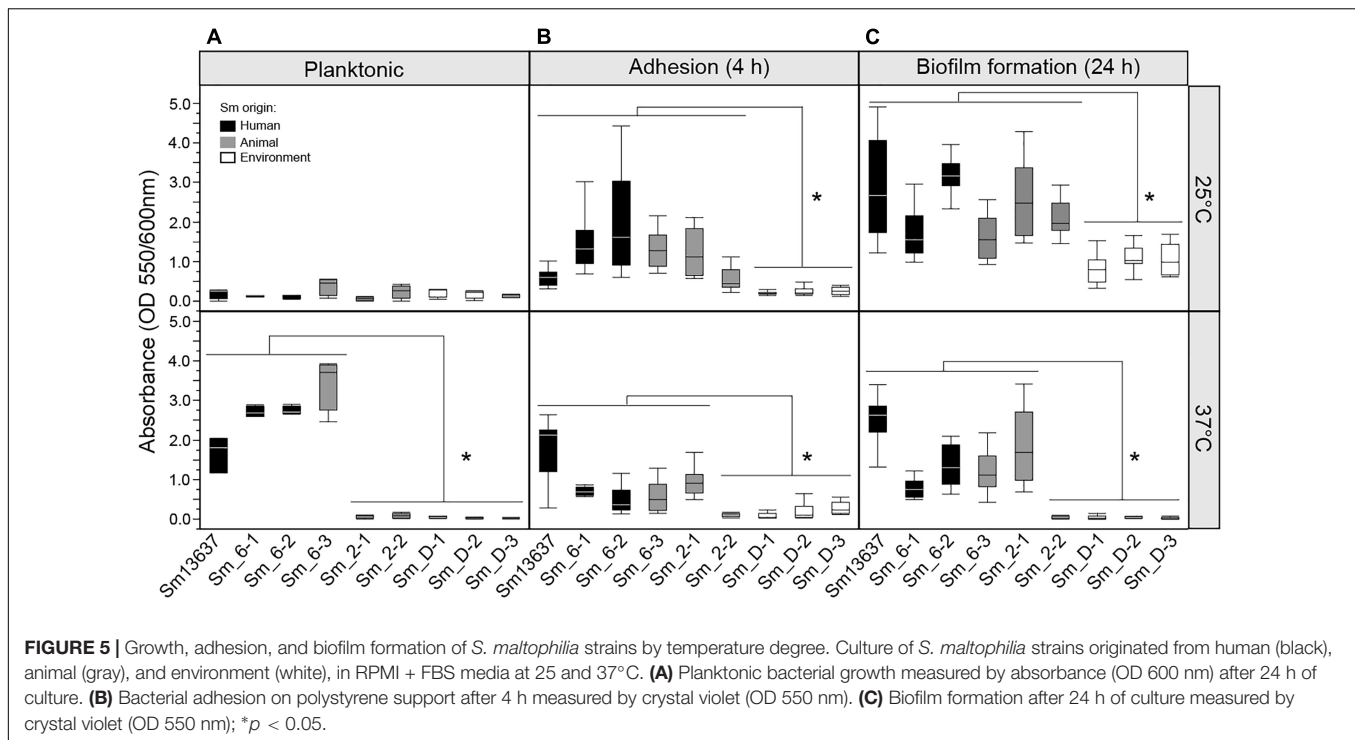 A
B
C
Planktonic
Adhesion (4 h)
Biofilm formation (24 h)
Absorbance (OD 550/600nm)
5.0
4.0
3.0
2.0
1.0
0.0
Sm origin:
Human
Animal
Environment
*
*
25°C
5.0
4.0
3.0
2.0
1.0
0.0
*
*
*
37°C
Sm13637
Sm_6-1
Sm_6-2
Sm_6-3
Sm_2-1
Sm_2-2
Sm_D-1
Sm_D-2
Sm_D-3
Sm13637
Sm_6-1
Sm_6-2
Sm_6-3
Sm_2-1
Sm_2-2
Sm_D-1
Sm_D-2
Sm_D-3
Sm13637
Sm_6-1
Sm_6-2
Sm_6-3
Sm_2-1
Sm_2-2
Sm_D-1
Sm_D-2
Sm_D-3
FIGURE 5 | Growth, adhesion, and biofilm formation of S. maltophilia strains by temperature degree. Culture of S. maltophilia strains originated from human (black),
animal (gray), and environment (white), in RPMI + FBS media at 25 and 37°C. (A) Planktonic bacterial growth measured by absorbance (OD 600 nm) after 24 h of
culture. (B) Bacterial adhesion on polystyrene support after 4 h measured by crystal violet (OD 550 nm). (C) Biofilm formation after 24 h of culture measured by
crystal violet (OD 550 nm); *p < 0.05.